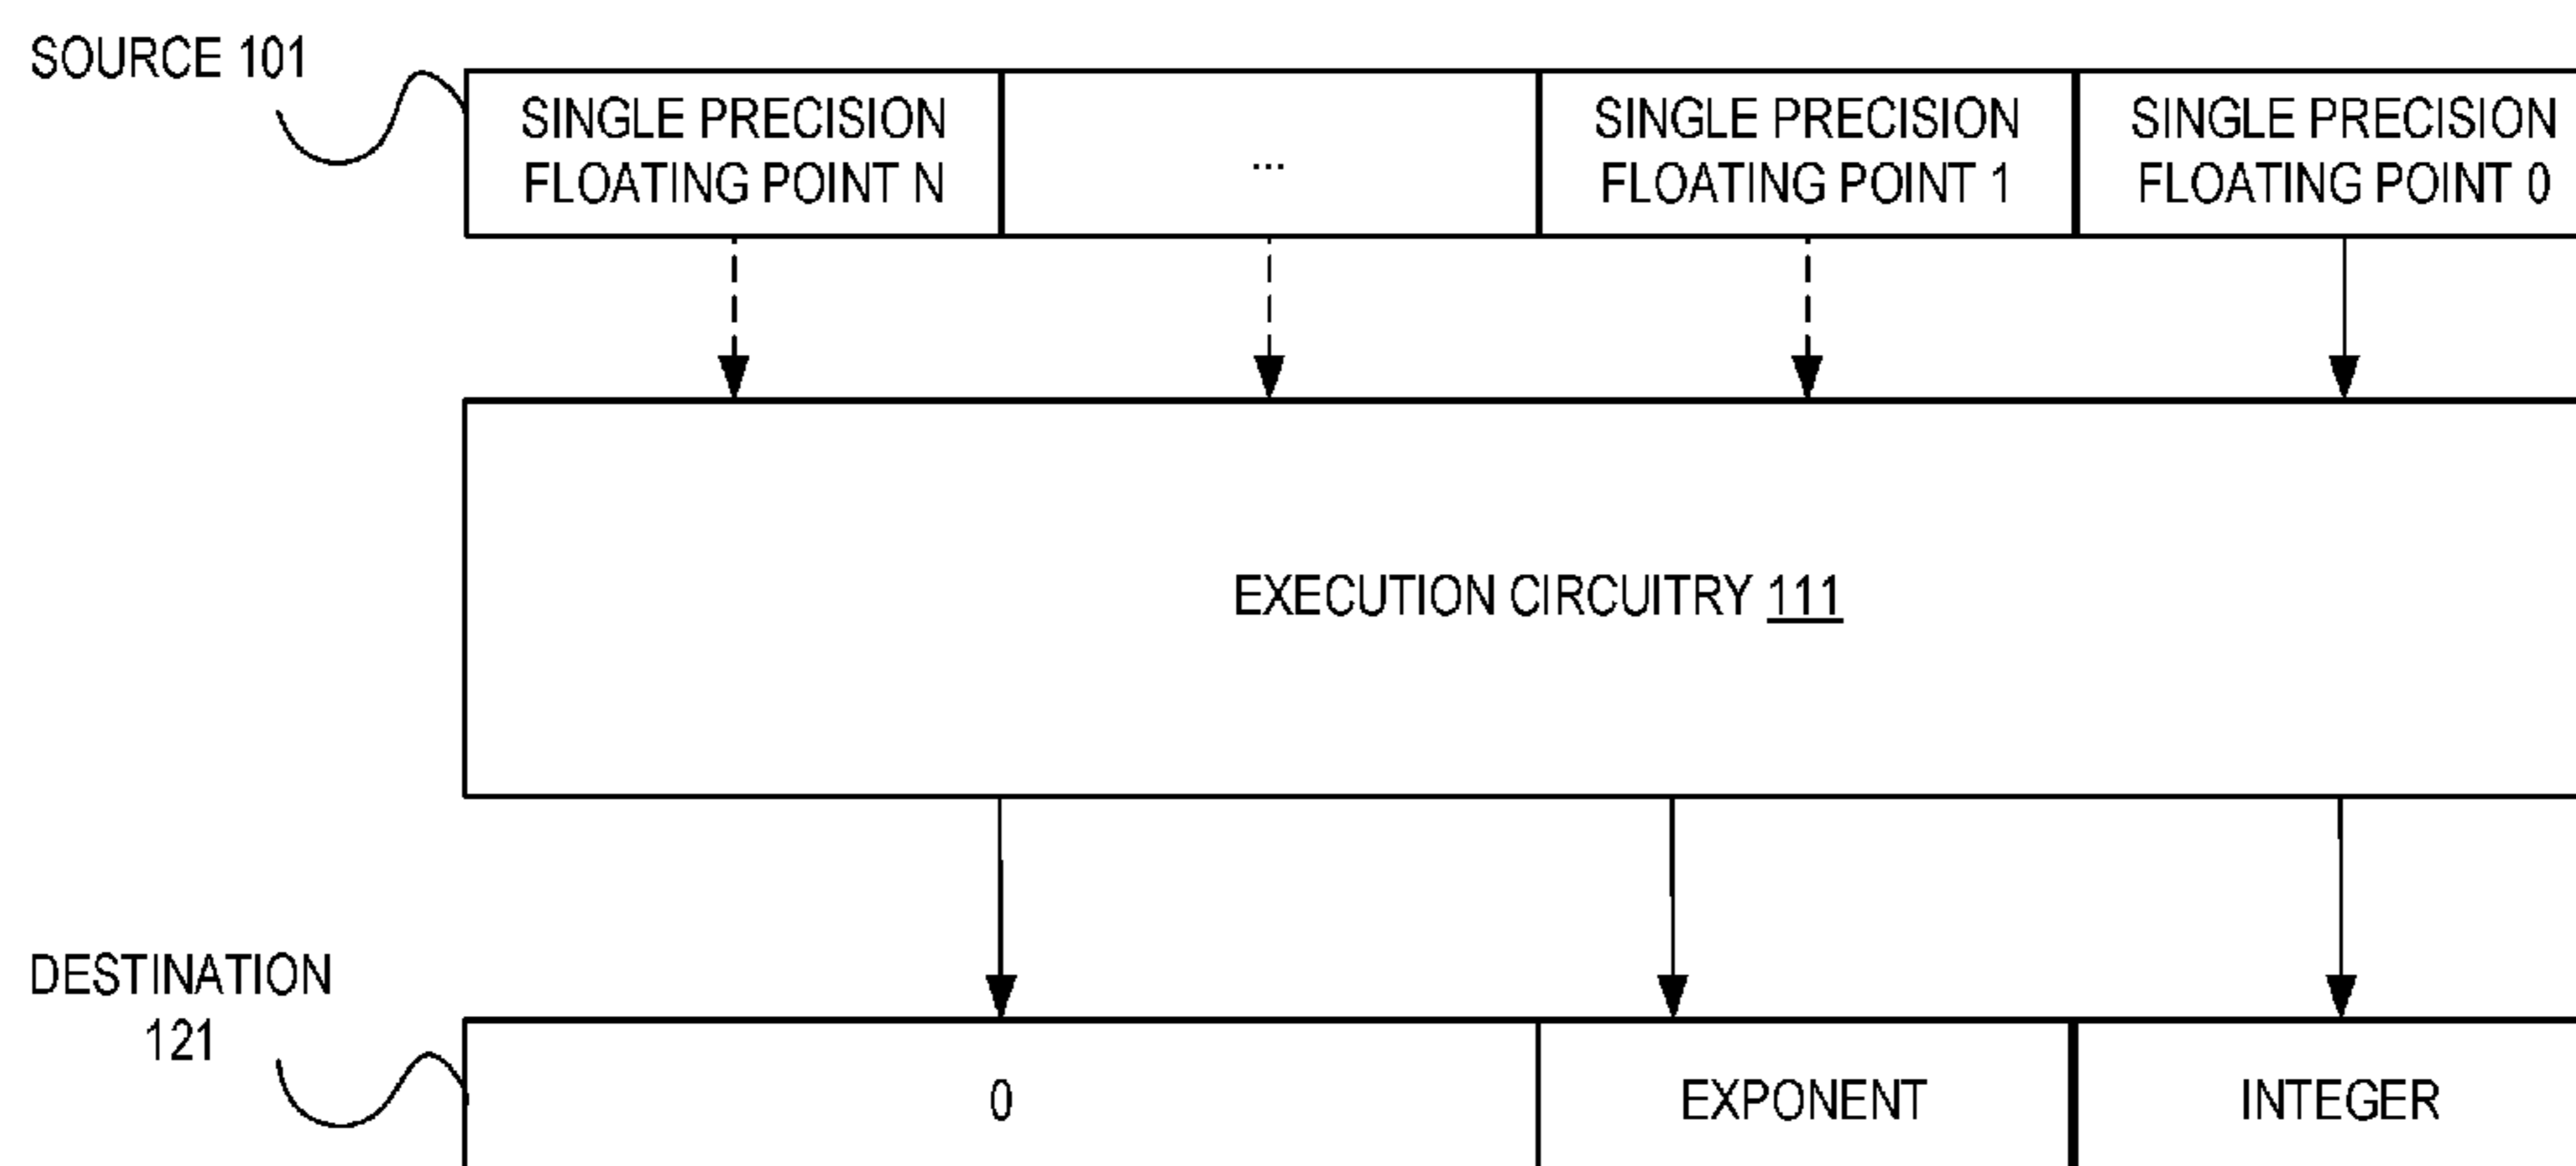 SOURCE 101
SINGLE PRECISION
FLOATING POINT N
...
SINGLE PRECISION
FLOATING POINT 1
SINGLE PRECISION
FLOATING POINT 0
EXECUTION CIRCUITRY 111
DESTINATION
121
0
EXPONENT
INTEGER